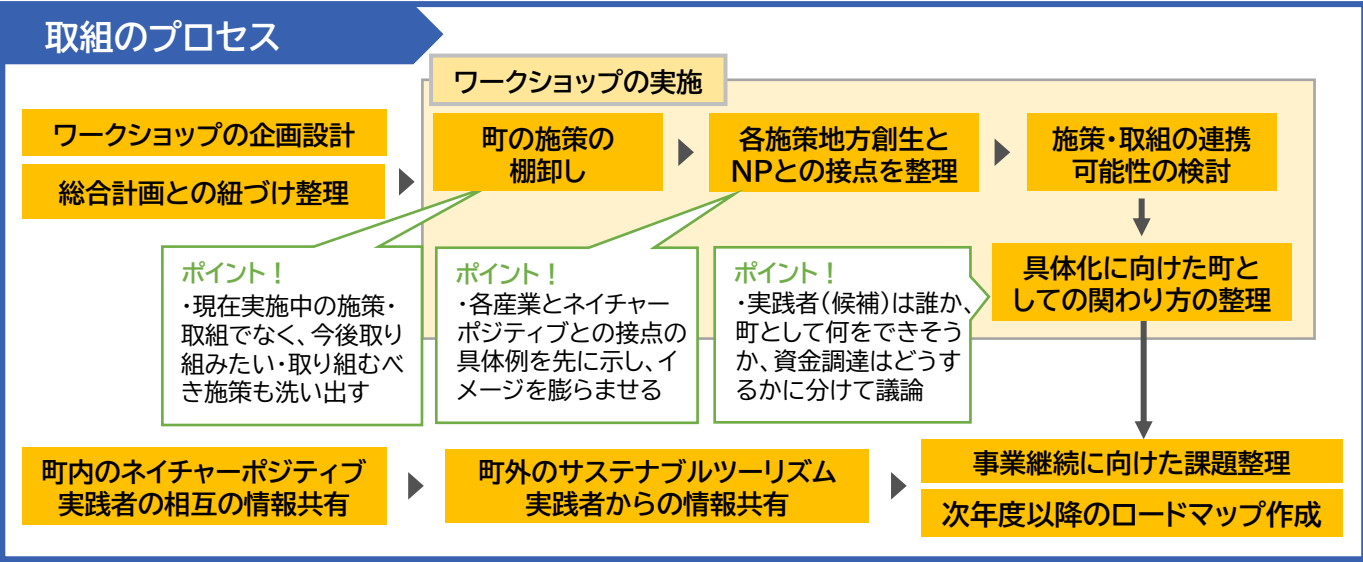 取組のプロセス
ワークショップの実施
ワークショップの企画設計
総合計画との紐づけ整理
町の施策の
棚卸し
各施策地方創生と
NPとの接点を整理
施策・取組の連携
可能性の検討
具体化に向けた町と
しての関わり方の整理
ポイント！
・現在実施中の施策・
取組でなく、今後取り
組みたい・取り組むべ
き施策も洗い出す
ポイント！
・各産業とネイチャー
ポジティブとの接点の
具体例を先に示し、イ
メージを膨らませる
ポイント！
・実践者（候補）は誰か、
町として何をできそう
か、資金調達はどうす
るかに分けて議論
町内のネイチャーポジティブ
実践者の相互の情報共有
町外のサステナブルツーリズム
実践者からの情報共有
事業継続に向けた課題整理
次年度以降のロードマップ作成